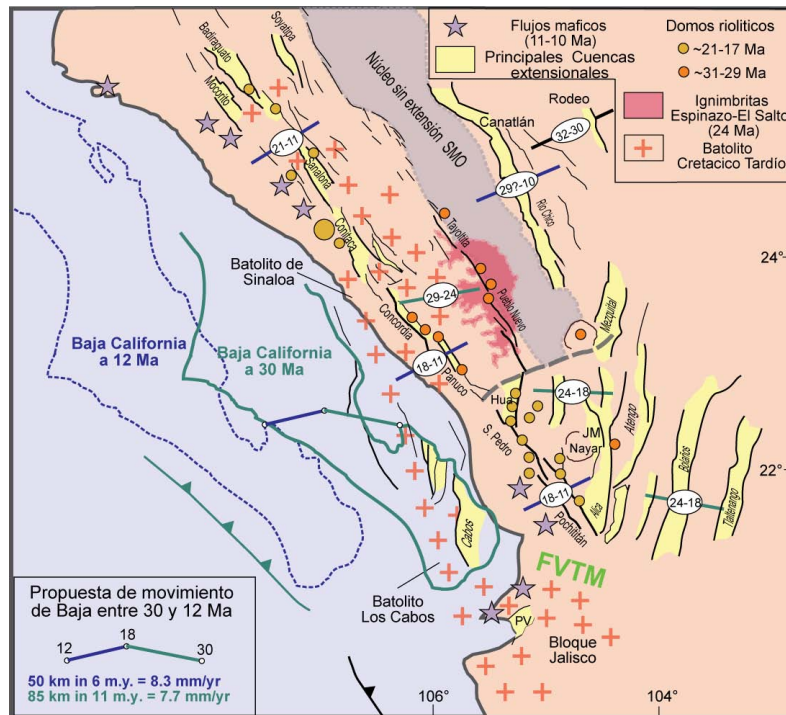 Flujos maficos
(11-10 Ma)
Principales Cuencas
extensionales
Domos rioliticos
~21-17 Ma
~31-29 Ma
Ignimbritas
Espinazo-El Salto
(24 Ma)
Batolito
Cretacico Tardío
Soyatipa
Badiraguato
Mocorito
Núcleo sin extensión SMO
Canatlán
Rodeo
32-30
21-11
Sanalona
29?-10
Rio Chico
Conitaca
Tayoltita
24°
Batolito de
Sinaloa
29-24
Pueblo Nuevo
Mezquital
Concordia
Baja California
a 12 Ma
Baja California
a 30 Ma
18-11
Panuco
24-18
Hua
S. Pedro
JM
Nayar
Atengo
22°
Bolaños
24-18
Tlaltenango
18-11
Alica
Pochititán
Cabos
FVTM
Batolito
Los Cabos
PV
Bloque
Jalisco
Propuesta de movimiento
de Baja entre 30 y 12 Ma
12
18
30
50 km in 6 m.y. = 8.3 mm/yr
85 km in 11 m.y. = 7.7 mm/yr
106°
104°